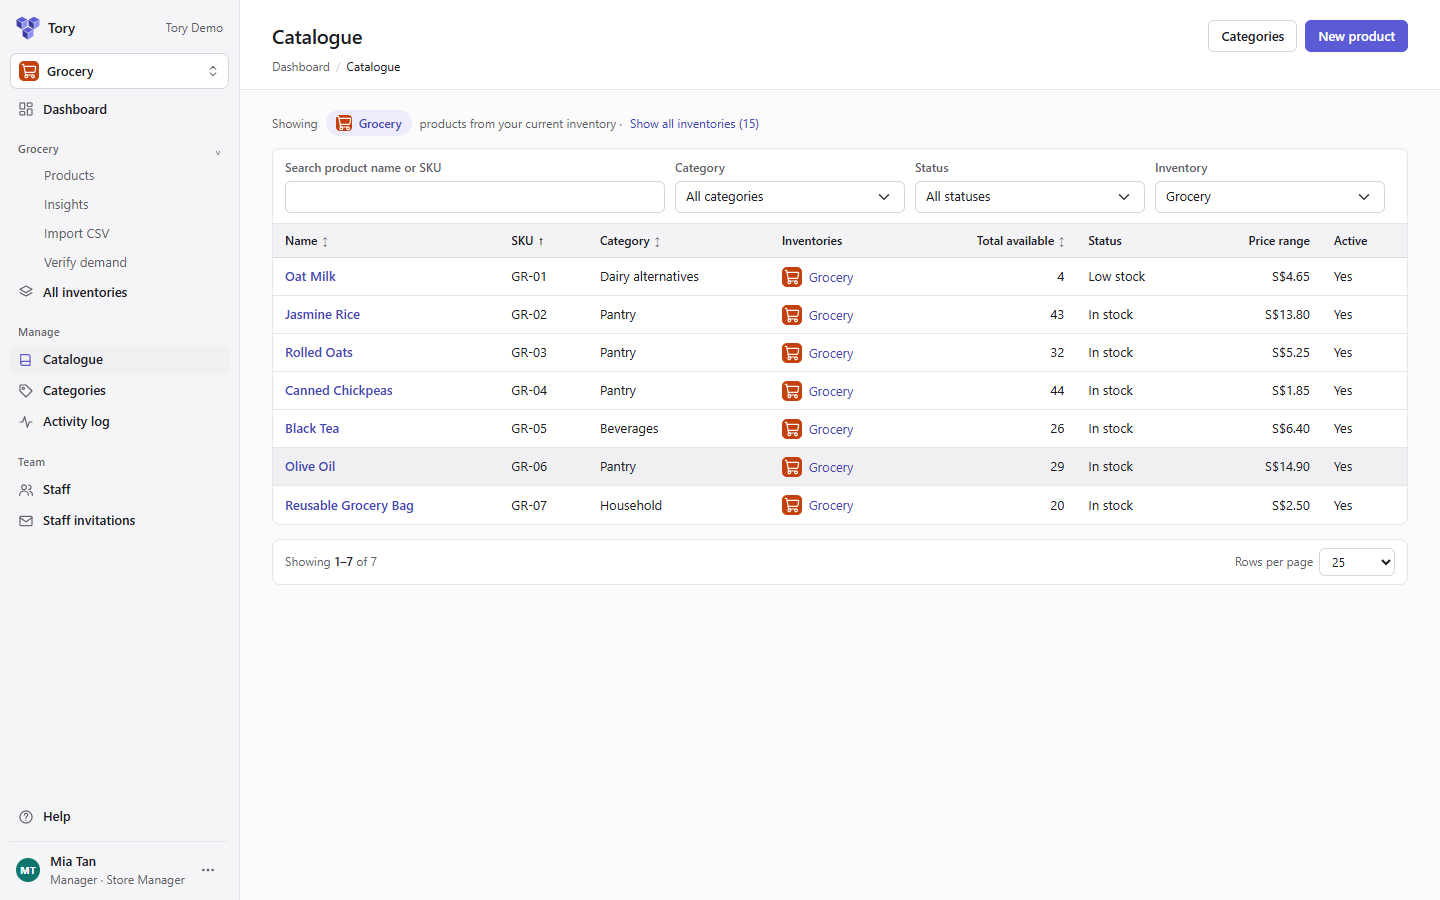 Tory
Tory Demo
Grocery
Dashboard
Grocery
Products
Insights
Import CSV
Verify demand
All inventories
Manage
Catalogue
Categories
Activity log
Team
Staff
Staff invitations
Help
MT
Mia Tan
Manager · Store Manager
Catalogue
Dashboard / Catalogue
Categories
New product
Showing Grocery products from your current inventory · Show all inventories (15)
Search product name or SKU
Category
All categories
Status
All statuses
Inventory
Grocery
Name ↕ SKU ↑ Category ↕ Inventories Total available ↕ Status Price range Active
Oat Milk GR-01 Dairy alternatives Grocery 4 Low stock S$4.65 Yes
Jasmine Rice GR-02 Pantry Grocery 43 In stock S$13.80 Yes
Rolled Oats GR-03 Pantry Grocery 32 In stock S$5.25 Yes
Canned Chickpeas GR-04 Pantry Grocery 44 In stock S$1.85 Yes
Black Tea GR-05 Beverages Grocery 26 In stock S$6.40 Yes
Olive Oil GR-06 Pantry Grocery 29 In stock S$14.90 Yes
Reusable Grocery Bag GR-07 Household Grocery 20 In stock S$2.50 Yes
Showing 1–7 of 7
Rows per page 25